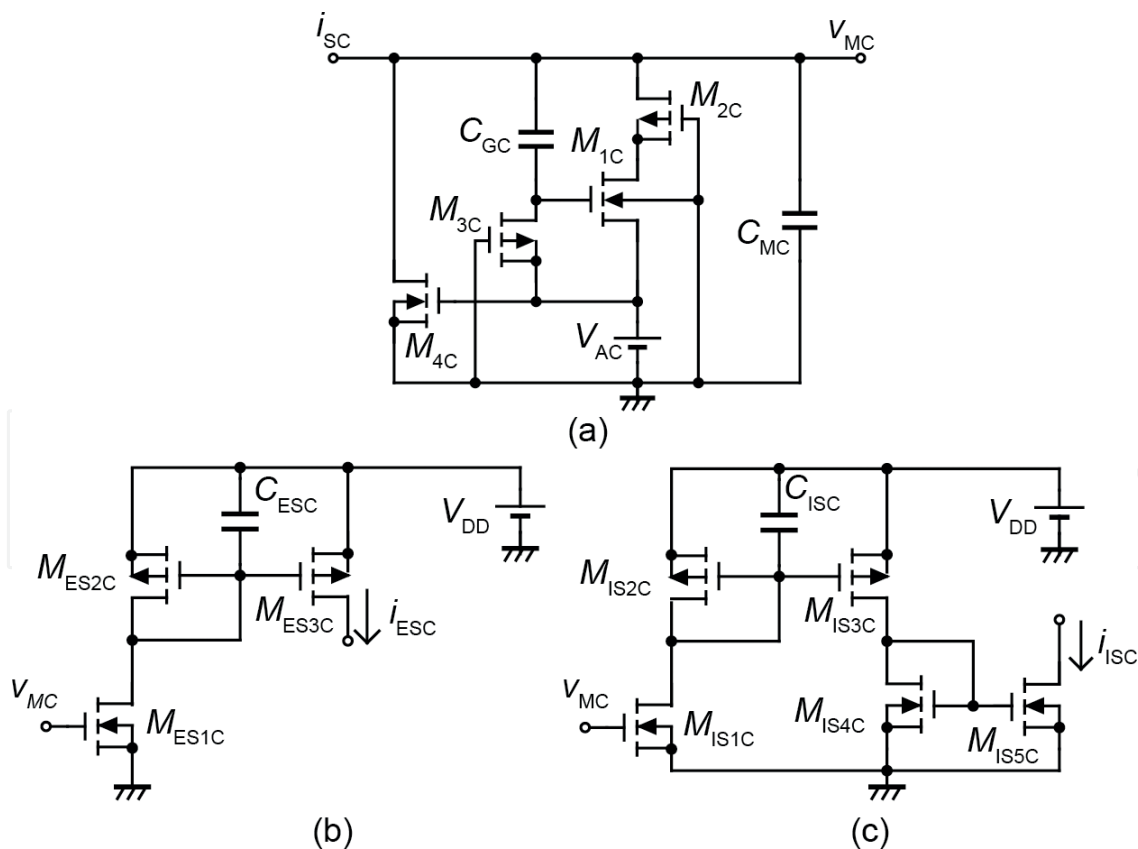 iSC
vMC
M2C
CGC
M1C
M3C
CMC
M4C
VAC
(a)
CESC
VDD
MES2C
MES3C
iESC
vMC
MES1C
(b)
CISC
VDD
MIS2C
MIS3C
iISC
vMC
MIS1C
MIS4C
MIS5C
(c)